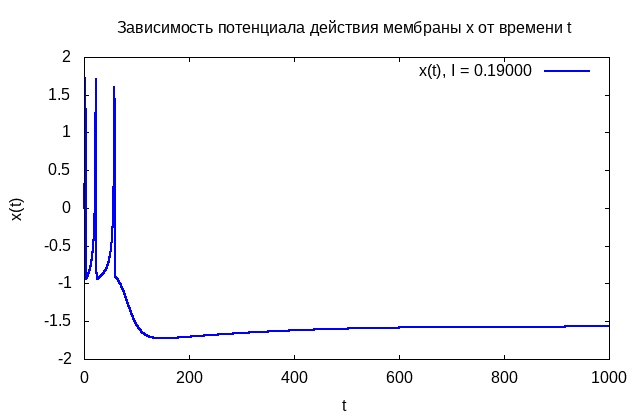 Зависимость потенциала действия мембраны x от времени t
x(t), I = 0.19000
2
1.5
1
0.5
0
-0.5
-1
-1.5
-2
x(t)
0 200 400 600 800 1000
t